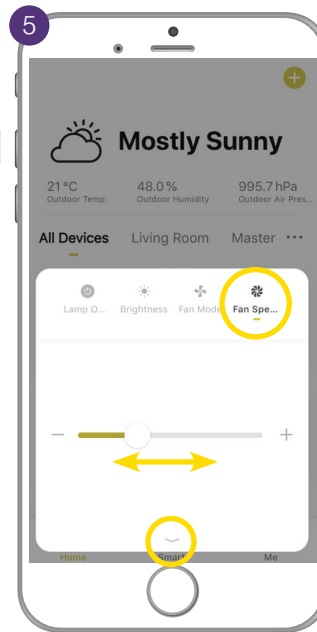 5
Mostly Sunny
21 °C 48.0 % 995.7 hPa
Outdoor Temp. Outdoor Humidity Outdoor Air Pres...
All Devices Living Room Master •••
Lamp O... Brightness Fan Mode Fan Spe...
Home Smart Me